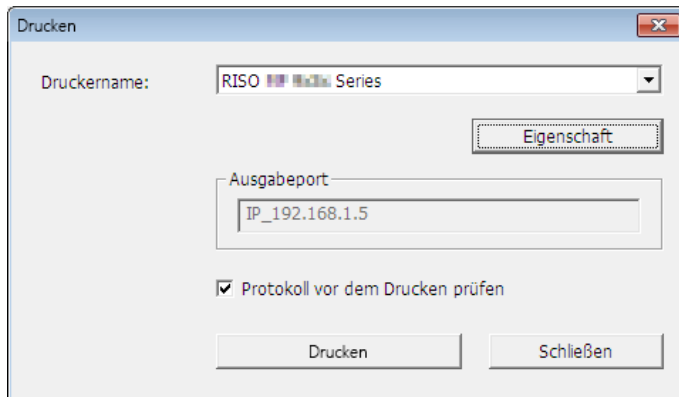 Drucken
Druckername: RISO Series
Eigenschaft
Ausgabeport
IP_192.168.1.5
Protokoll vor dem Drucken prüfen
Drucken Schließen